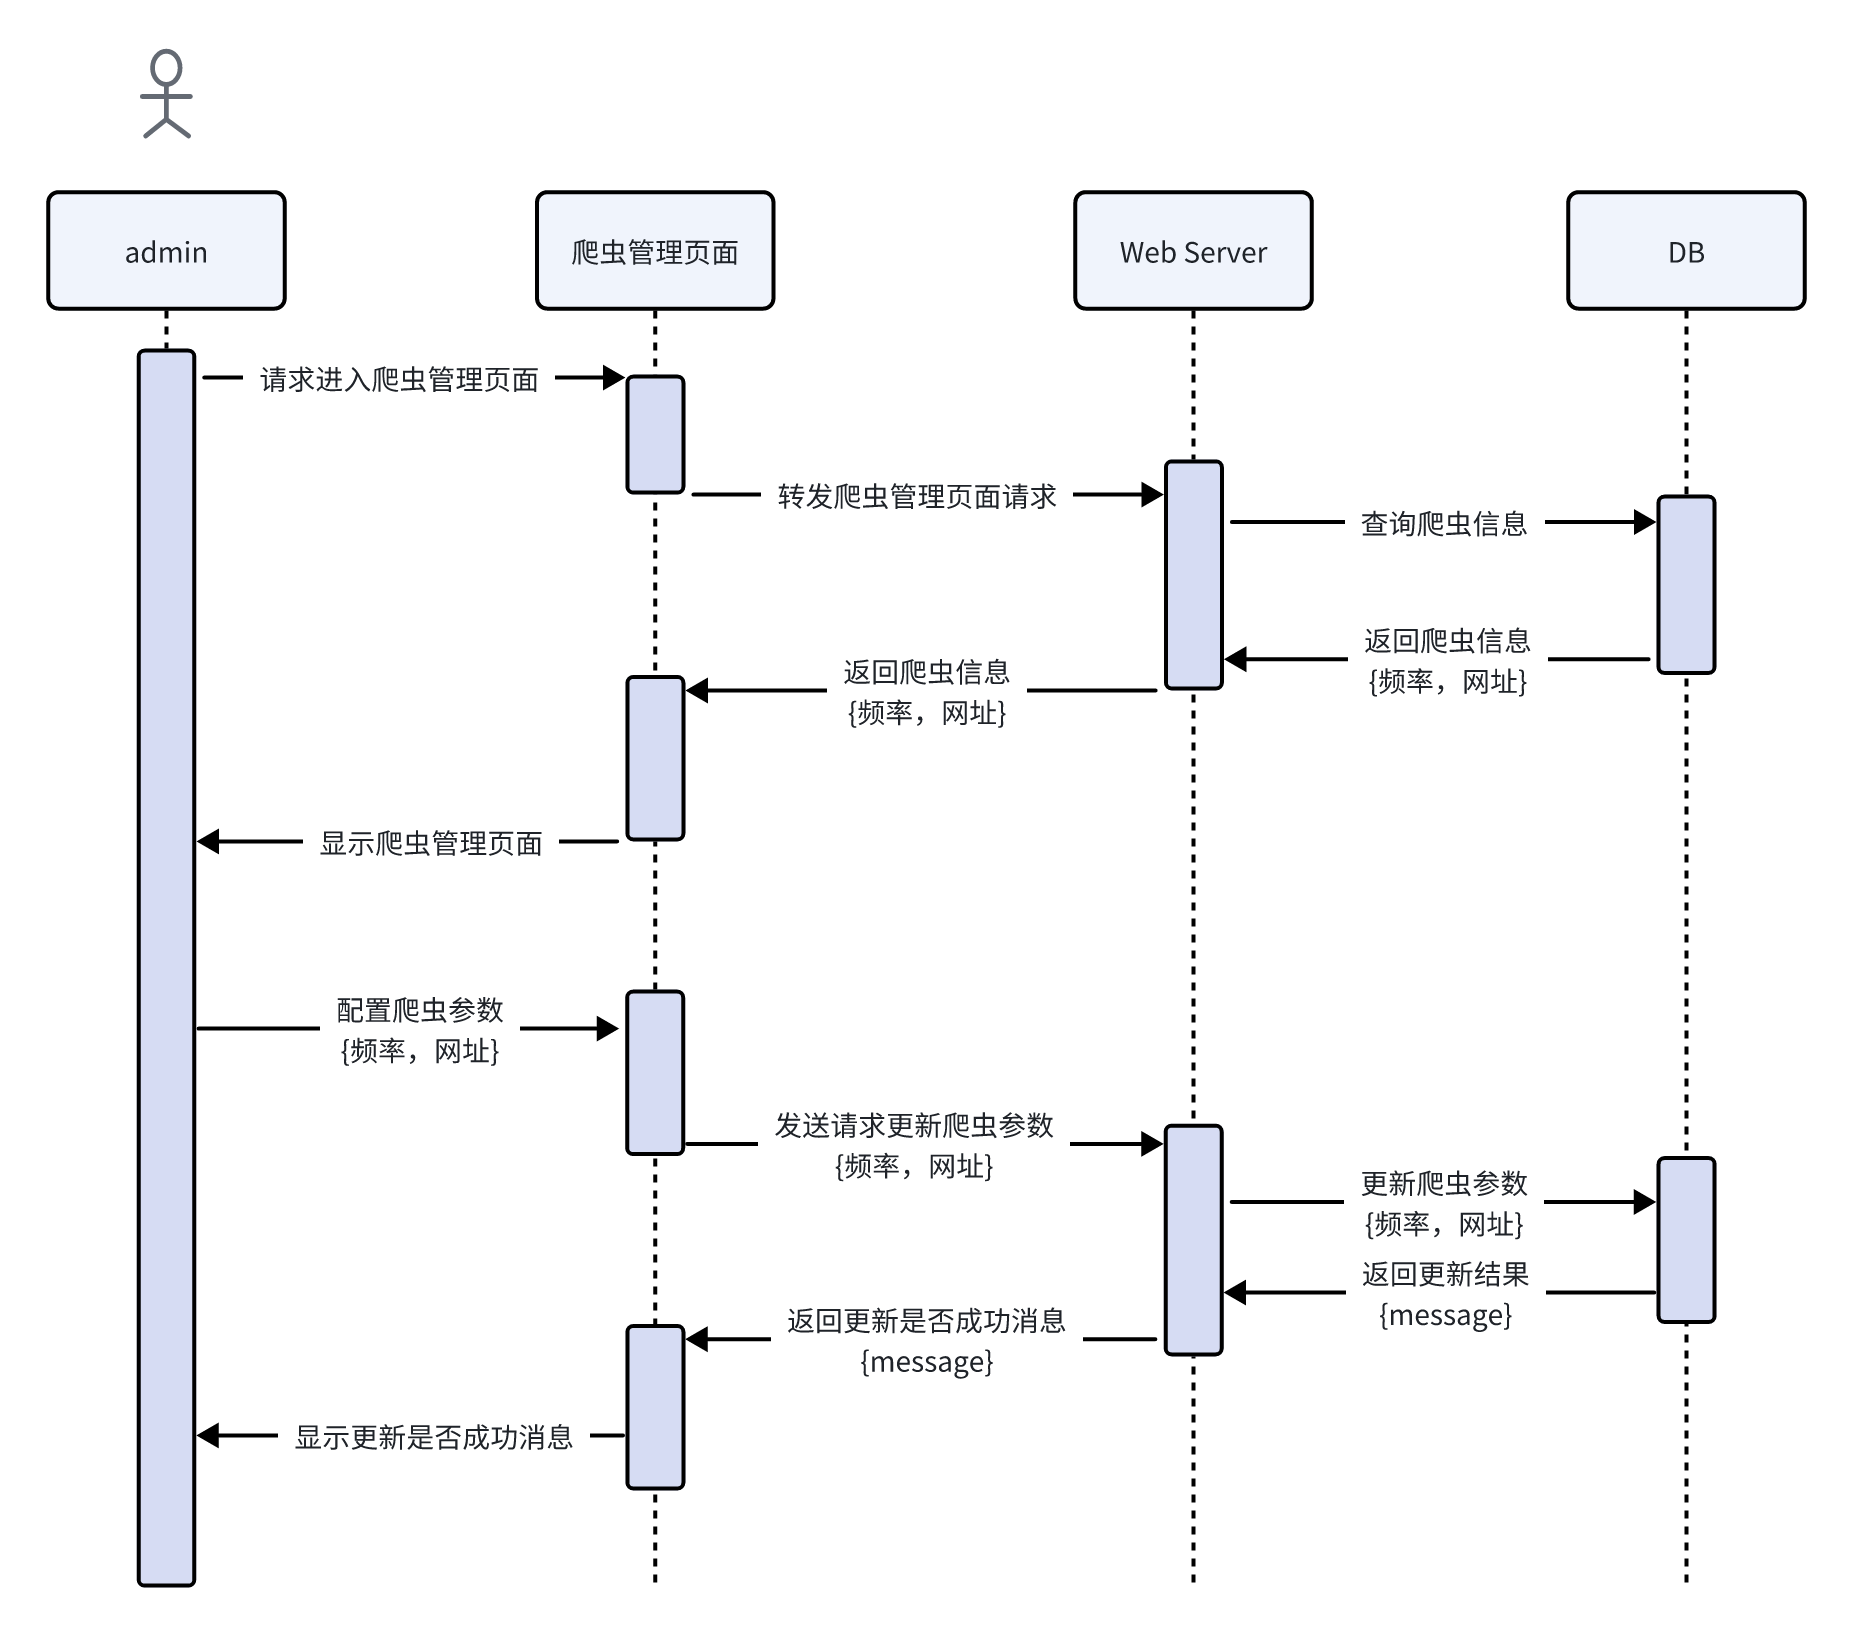 admin
爬虫管理页面
Web Server
DB
请求进入爬虫管理页面
转发爬虫管理页面请求
查询爬虫信息
返回爬虫信息
{频率，网址}
返回爬虫信息
{频率，网址}
显示爬虫管理页面
配置爬虫参数
{频率，网址}
发送请求更新爬虫参数
{频率，网址}
更新爬虫参数
{频率，网址}
返回更新结果
{message}
返回更新是否成功消息
{message}
显示更新是否成功消息